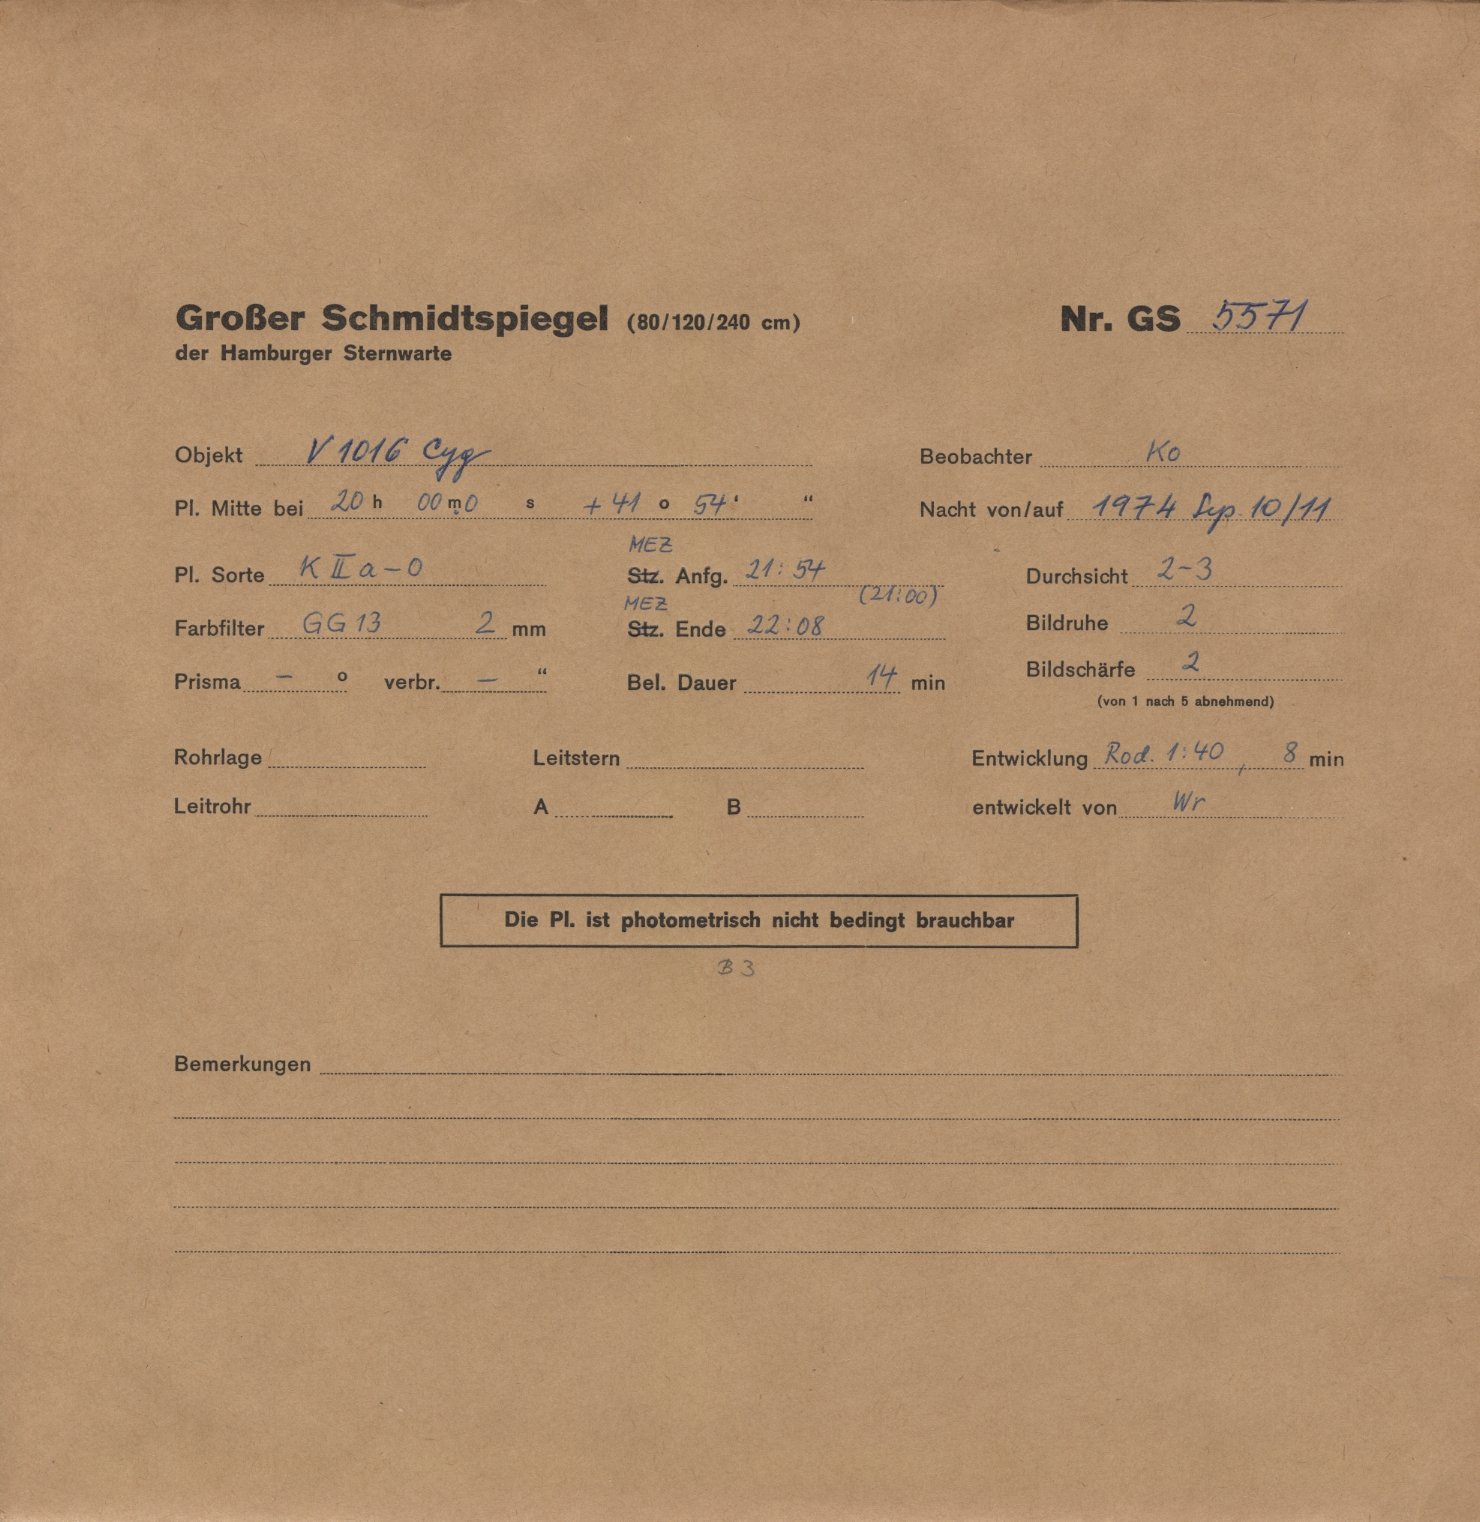 Großer Schmidtspiegel (80/120/240 cm) Nr. GS 5571
der Hamburger Sternwarte
Objekt V 1016 Cyg Beobachter Ko
Pl. Mitte bei 20 h 00 m 0 s + 41 o 54 ' “ Nacht von/auf 1974 Sep. 10/11
MEZ
Pl. Sorte K II a-O Stz. Anfg. 21:54 Durchsicht 2-3
MEZ (21:00)
Farbfilter GG 13 2 mm Stz. Ende 22:08 Bildruhe 2
Prisma – o verbr. – “ Bel. Dauer 14 min Bildschärfe 2
(von 1 nach 5 abnehmend)
Rohrlage Leitstern Entwicklung Rod. 1:40, 8 min
Leitrohr A B entwickelt von Wr
Die Pl. ist photometrisch nicht bedingt brauchbar
B 3
Bemerkungen